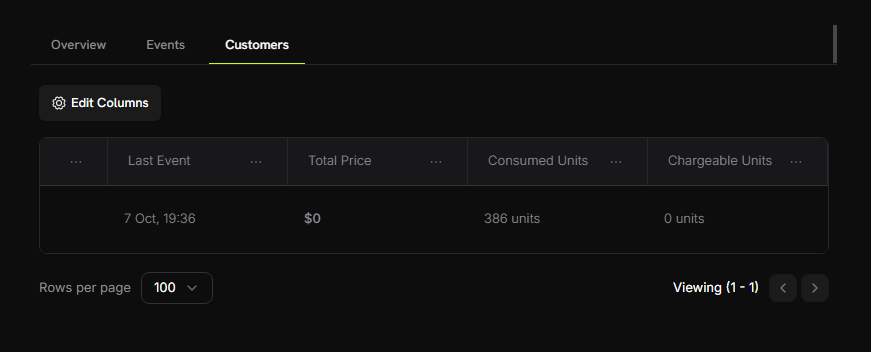 Overview Events Customers
Edit Columns
... Last Event ... Total Price ... Consumed Units ... Chargeable Units ...
7 Oct, 19:36 $0 386 units 0 units
Rows per page 100 Viewing (1 - 1)